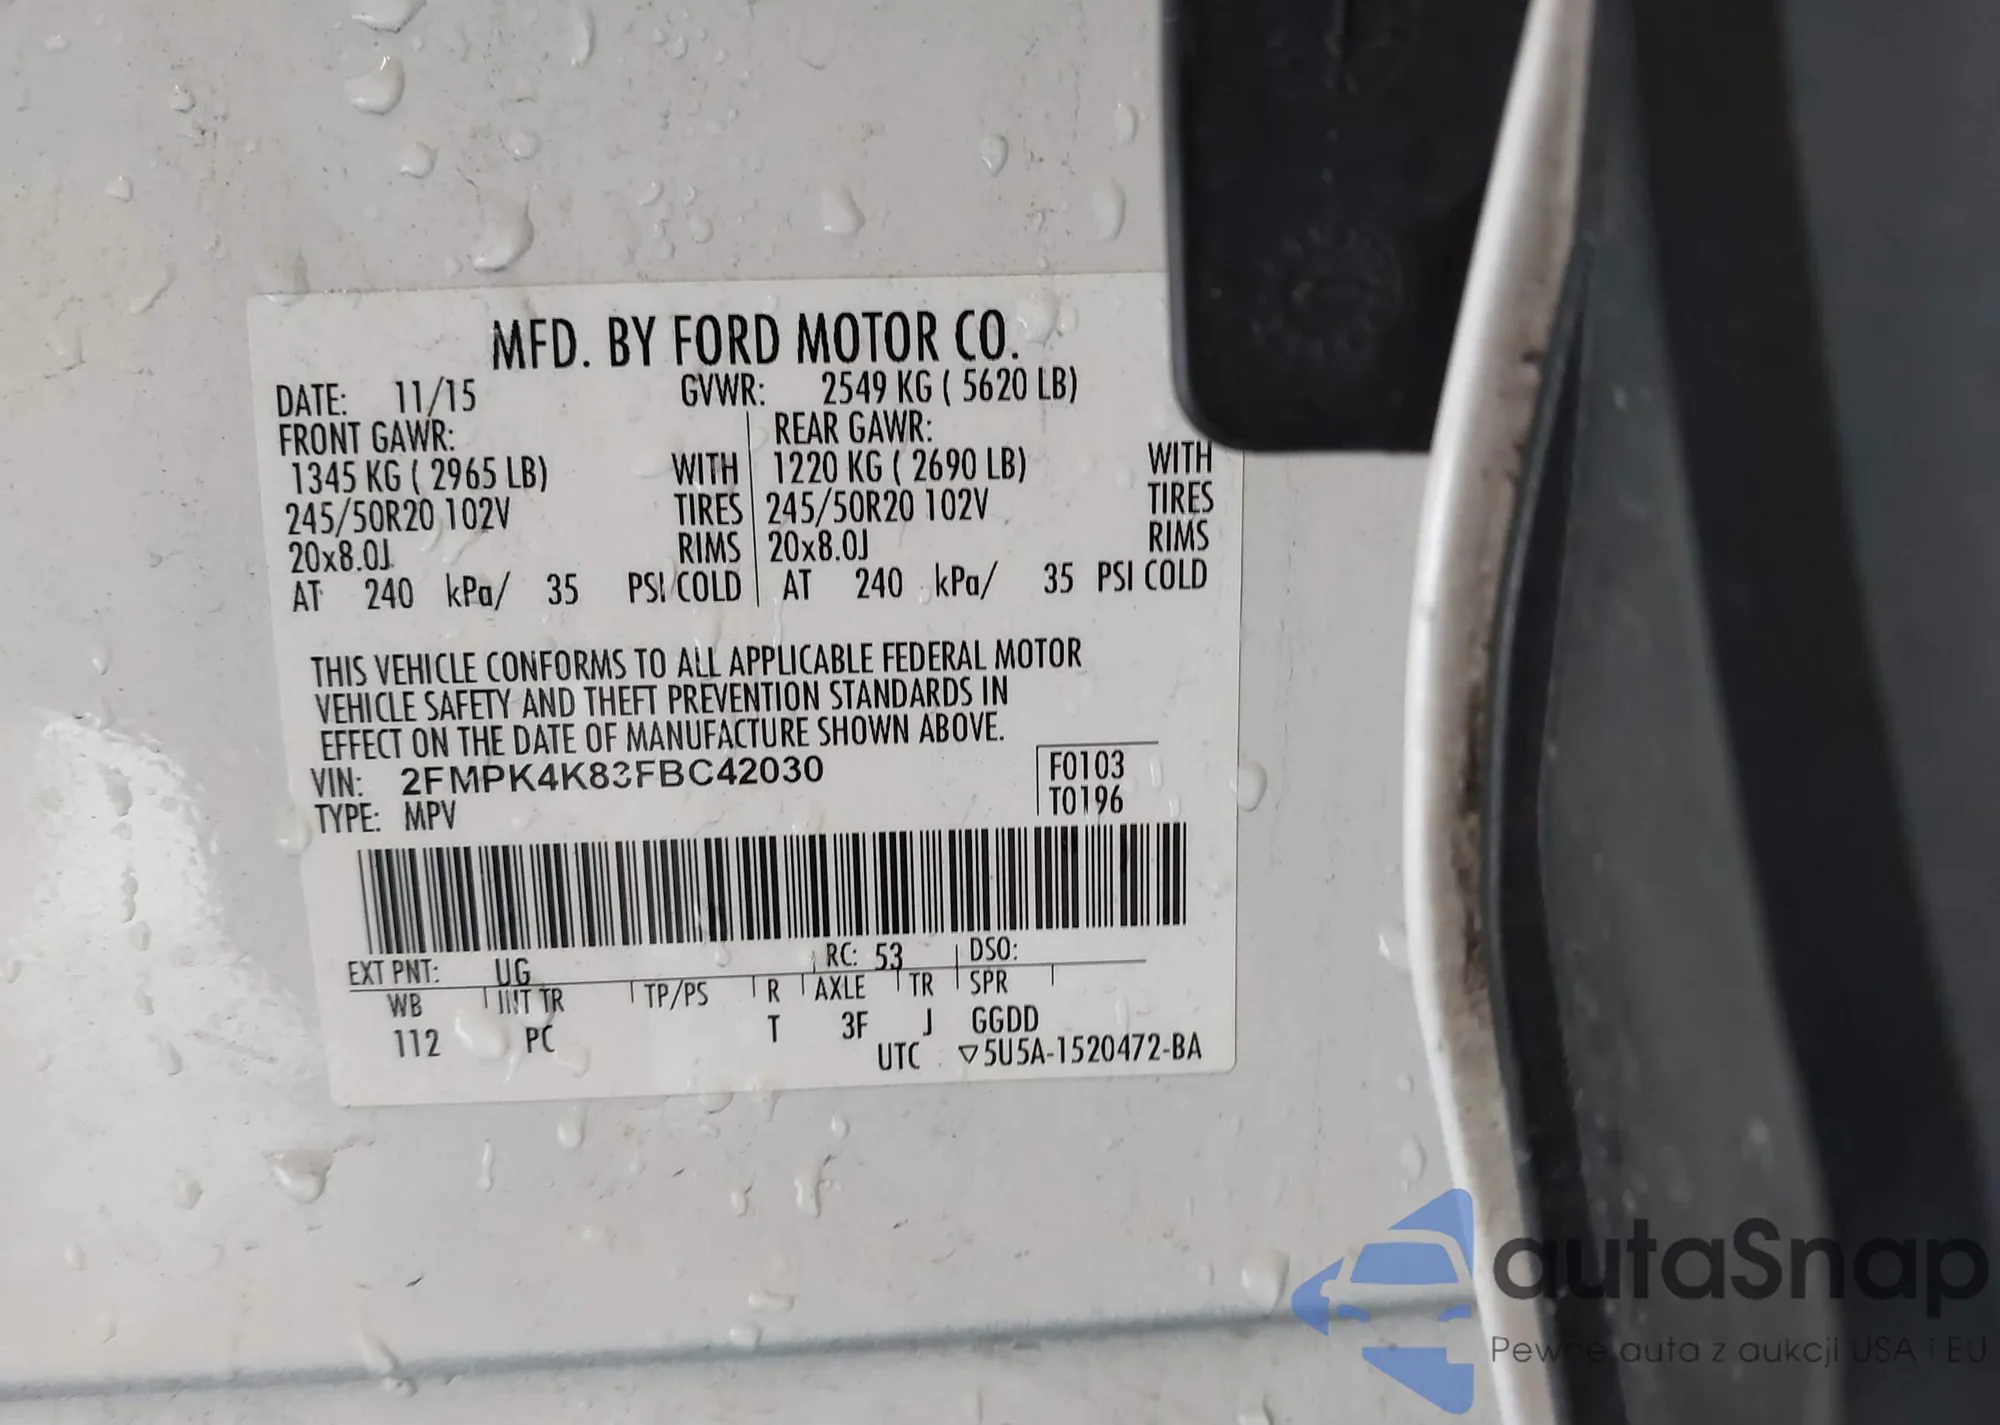 MFD. BY FORD MOTOR CO.
DATE: 11/15 GVWR: 2549 KG ( 5620 LB)
FRONT GAWR: REAR GAWR:
1345 KG ( 2965 LB) WITH 1220 KG ( 2690 LB) WITH
245/50R20 102V TIRES 245/50R20 102V TIRES
20x8.0J RIMS 20x8.0J RIMS
AT 240 kPa/ 35 PSI COLD AT 240 kPa/ 35 PSI COLD
THIS VEHICLE CONFORMS TO ALL APPLICABLE FEDERAL MOTOR
VEHICLE SAFETY AND THEFT PREVENTION STANDARDS IN
EFFECT ON THE DATE OF MANUFACTURE SHOWN ABOVE.
VIN: 2FMPK4K83FBC42030 F0103
TYPE: MPV T0196
EXT PNT: UG RC: 53 DSO:
WB INT TR TP/PS R AXLE TR SPR
112 PC T 3F J GGDD
UTC ▽5U5A-1520472-BA
autaSnap
Pewne auta z aukcji USA i EU